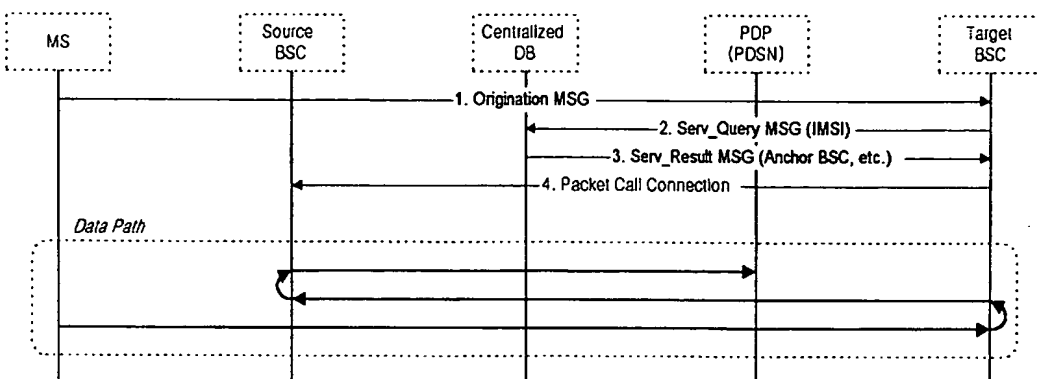 MS
Source
BSC
Centralized
DB
PDP
(PDSN)
Target
BSC
1. Origination MSG
2. Serv_Query MSG (IMSI)
3. Serv_Result MSG (Anchor BSC, etc.)
4. Packet Call Connection
Data Path